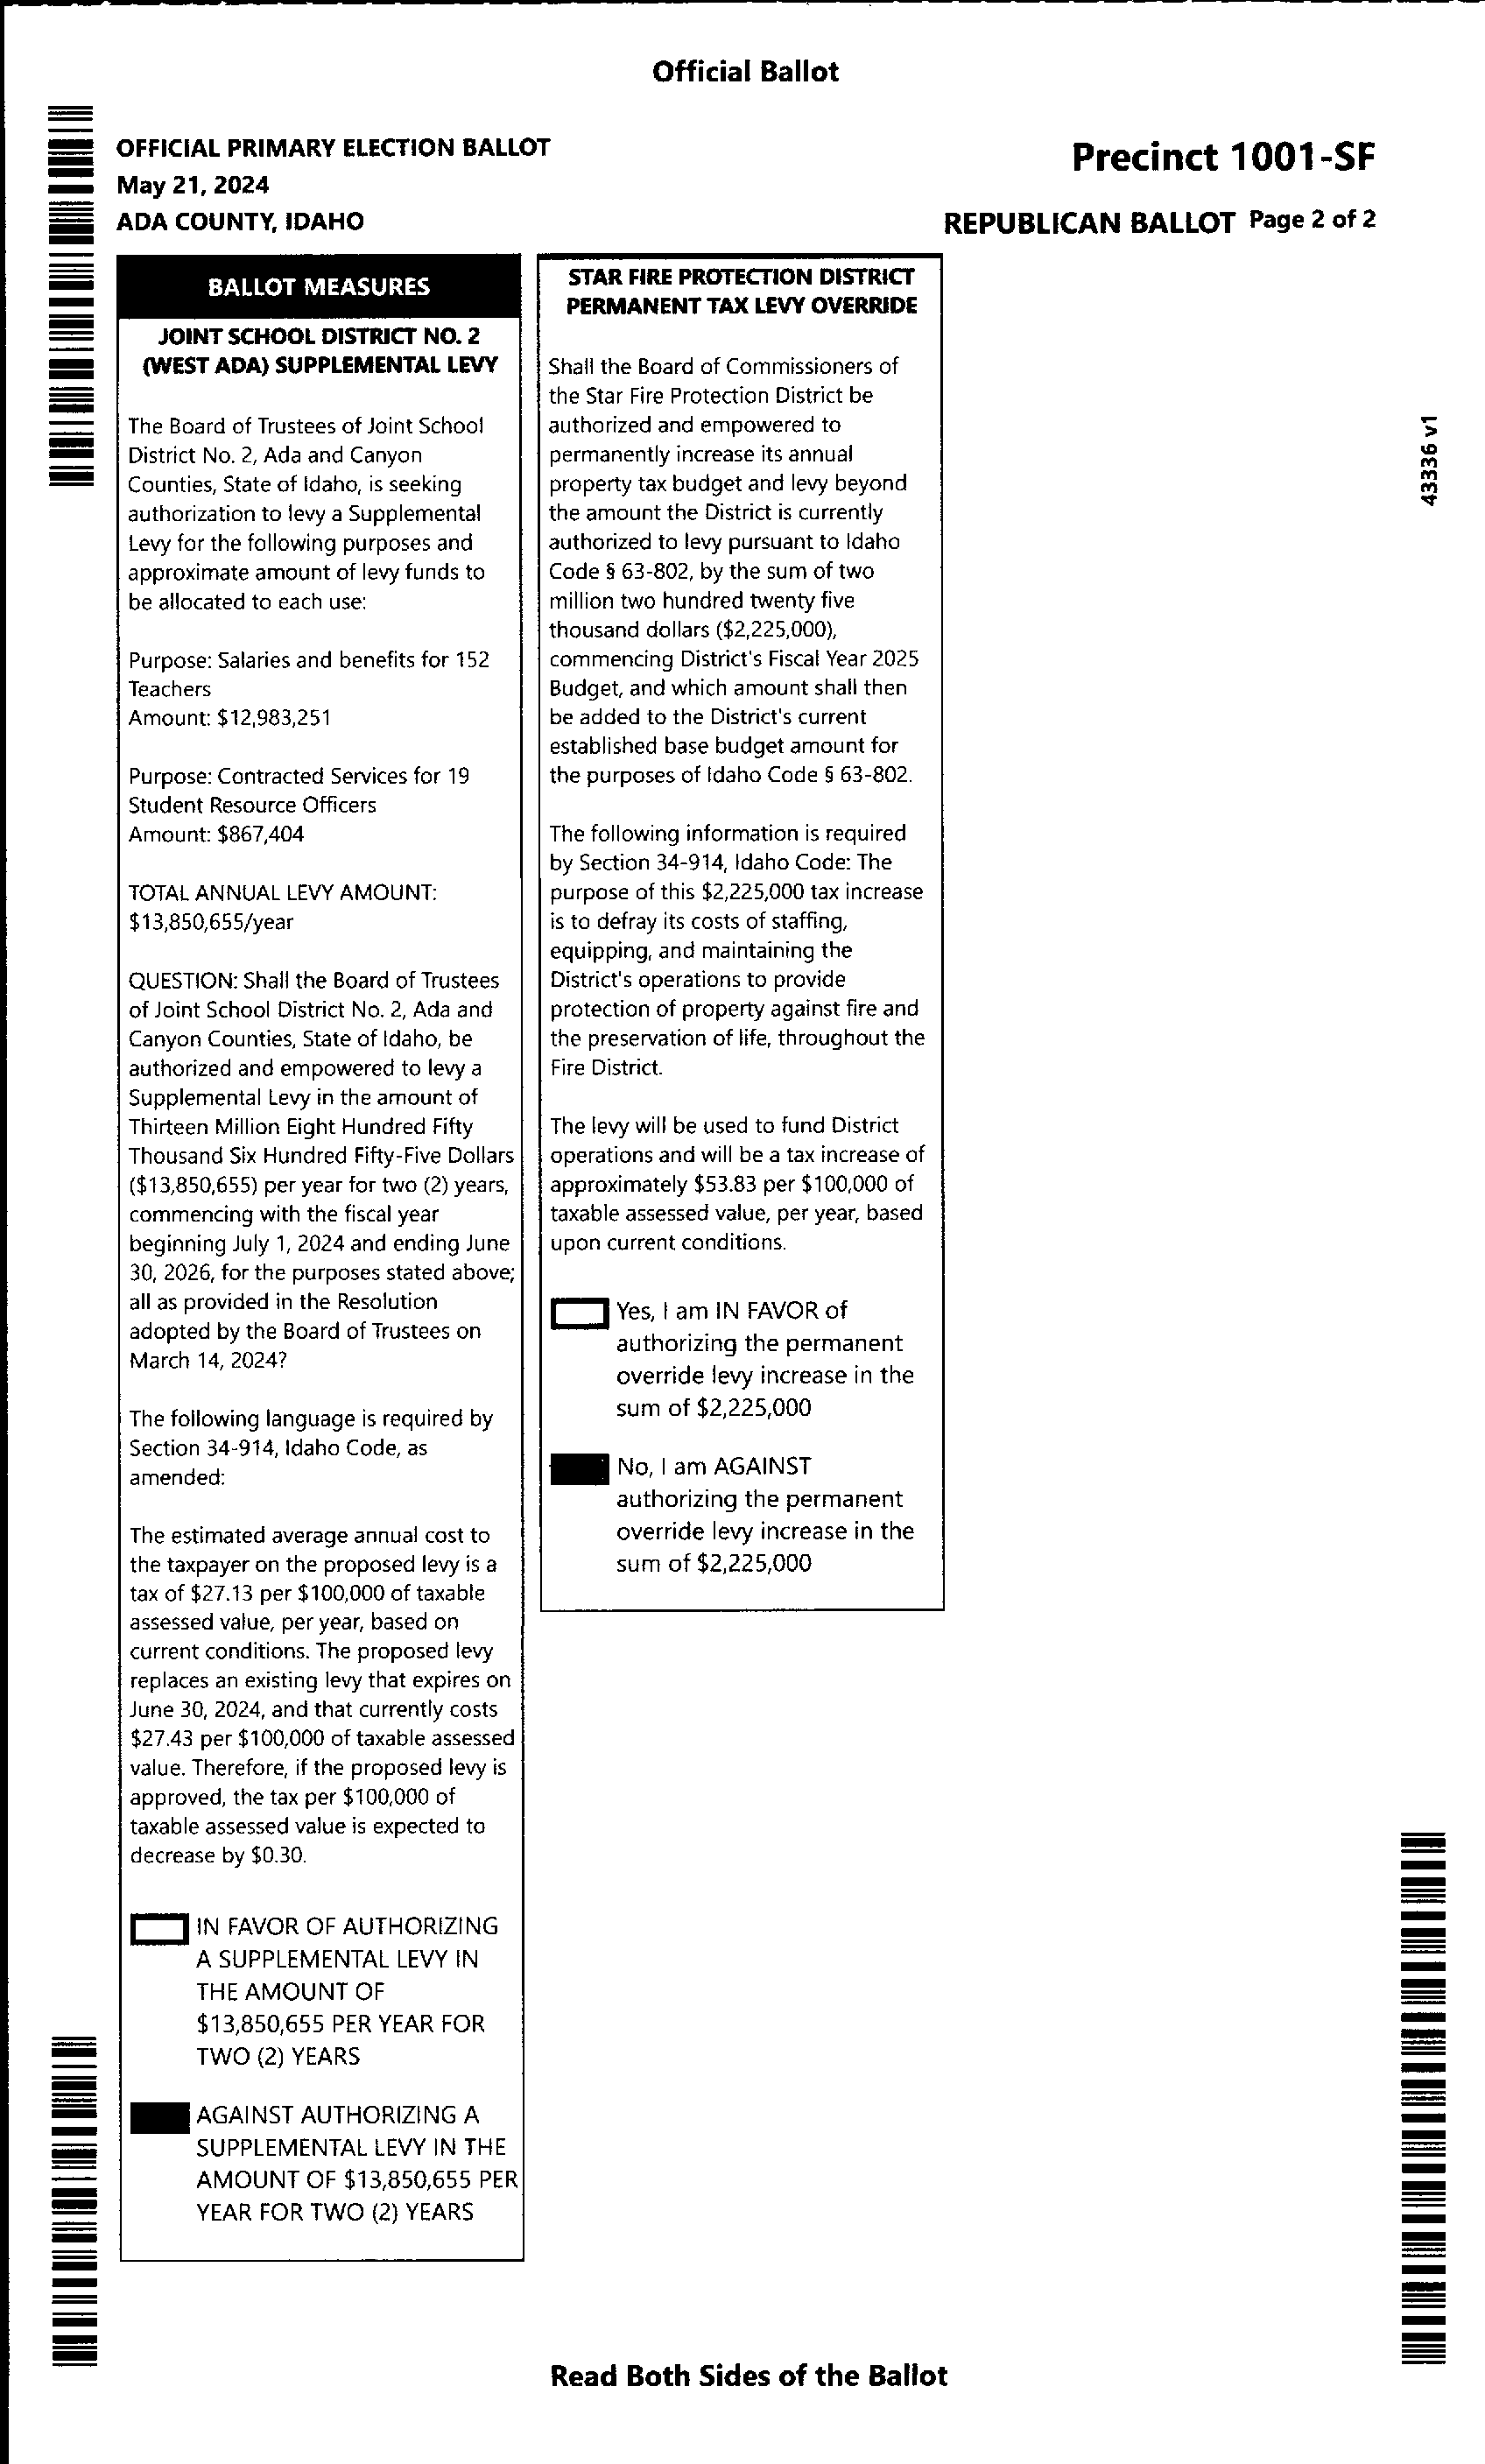 Official Ballot
OFFICIAL PRIMARY ELECTION BALLOT
May 21, 2024
ADA COUNTY, IDAHO
Precinct 1001-SF
REPUBLICAN BALLOT Page 2 of 2
BALLOT MEASURES
JOINT SCHOOL DISTRICT NO. 2
(WEST ADA) SUPPLEMENTAL LEVY
The Board of Trustees of Joint School
District No. 2, Ada and Canyon
Counties, State of Idaho, is seeking
authorization to levy a Supplemental
Levy for the following purposes and
approximate amount of levy funds to
be allocated to each use:
Purpose: Salaries and benefits for 152
Teachers
Amount: $12,983,251
Purpose: Contracted Services for 19
Student Resource Officers
Amount: $867,404
TOTAL ANNUAL LEVY AMOUNT:
$13,850,655/year
QUESTION: Shall the Board of Trustees
of Joint School District No. 2, Ada and
Canyon Counties, State of Idaho, be
authorized and empowered to levy a
Supplemental Levy in the amount of
Thirteen Million Eight Hundred Fifty
Thousand Six Hundred Fifty-Five Dollars
($13,850,655) per year for two (2) years,
commencing with the fiscal year
beginning July 1, 2024 and ending June
30, 2026, for the purposes stated above;
all as provided in the Resolution
adopted by the Board of Trustees on
March 14, 2024?
The following language is required by
Section 34-914, Idaho Code, as
amended:
The estimated average annual cost to
the taxpayer on the proposed levy is a
tax of $27.13 per $100,000 of taxable
assessed value, per year, based on
current conditions. The proposed levy
replaces an existing levy that expires on
June 30, 2024, and that currently costs
$27.43 per $100,000 of taxable assessed
value. Therefore, if the proposed levy is
approved, the tax per $100,000 of
taxable assessed value is expected to
decrease by $0.30.
IN FAVOR OF AUTHORIZING
A SUPPLEMENTAL LEVY IN
THE AMOUNT OF
$13,850,655 PER YEAR FOR
TWO (2) YEARS
AGAINST AUTHORIZING A
SUPPLEMENTAL LEVY IN THE
AMOUNT OF $13,850,655 PER
YEAR FOR TWO (2) YEARS
STAR FIRE PROTECTION DISTRICT
PERMANENT TAX LEVY OVERRIDE
Shall the Board of Commissioners of
the Star Fire Protection District be
authorized and empowered to
permanently increase its annual
property tax budget and levy beyond
the amount the District is currently
authorized to levy pursuant to Idaho
Code § 63-802, by the sum of two
million two hundred twenty five
thousand dollars ($2,225,000),
commencing District's Fiscal Year 2025
Budget, and which amount shall then
be added to the District's current
established base budget amount for
the purposes of Idaho Code § 63-802.
The following information is required
by Section 34-914, Idaho Code: The
purpose of this $2,225,000 tax increase
is to defray its costs of staffing,
equipping, and maintaining the
District's operations to provide
protection of property against fire and
the preservation of life, throughout the
Fire District.
The levy will be used to fund District
operations and will be a tax increase of
approximately $53.83 per $100,000 of
taxable assessed value, per year, based
upon current conditions.
Yes, I am IN FAVOR of
authorizing the permanent
override levy increase in the
sum of $2,225,000
No, I am AGAINST
authorizing the permanent
override levy increase in the
sum of $2,225,000
43336 v1
Read Both Sides of the Ballot